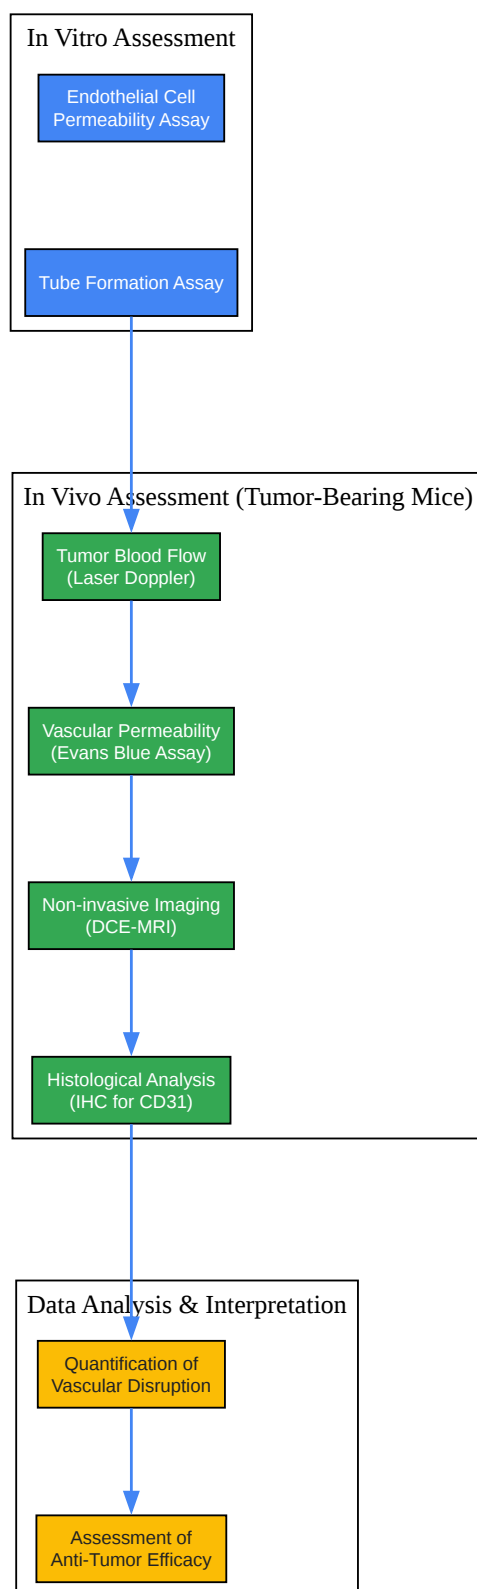 In Vitro Assessment
Endothelial Cell
Permeability Assay
Tube Formation Assay
In Vivo Assessment (Tumor-Bearing Mice)
Tumor Blood Flow
(Laser Doppler)
Vascular Permeability
(Evans Blue Assay)
Non-invasive Imaging
(DCE-MRI)
Histological Analysis
(IHC for CD31)
Data Analysis & Interpretation
Quantification of
Vascular Disruption
Assessment of
Anti-Tumor Efficacy